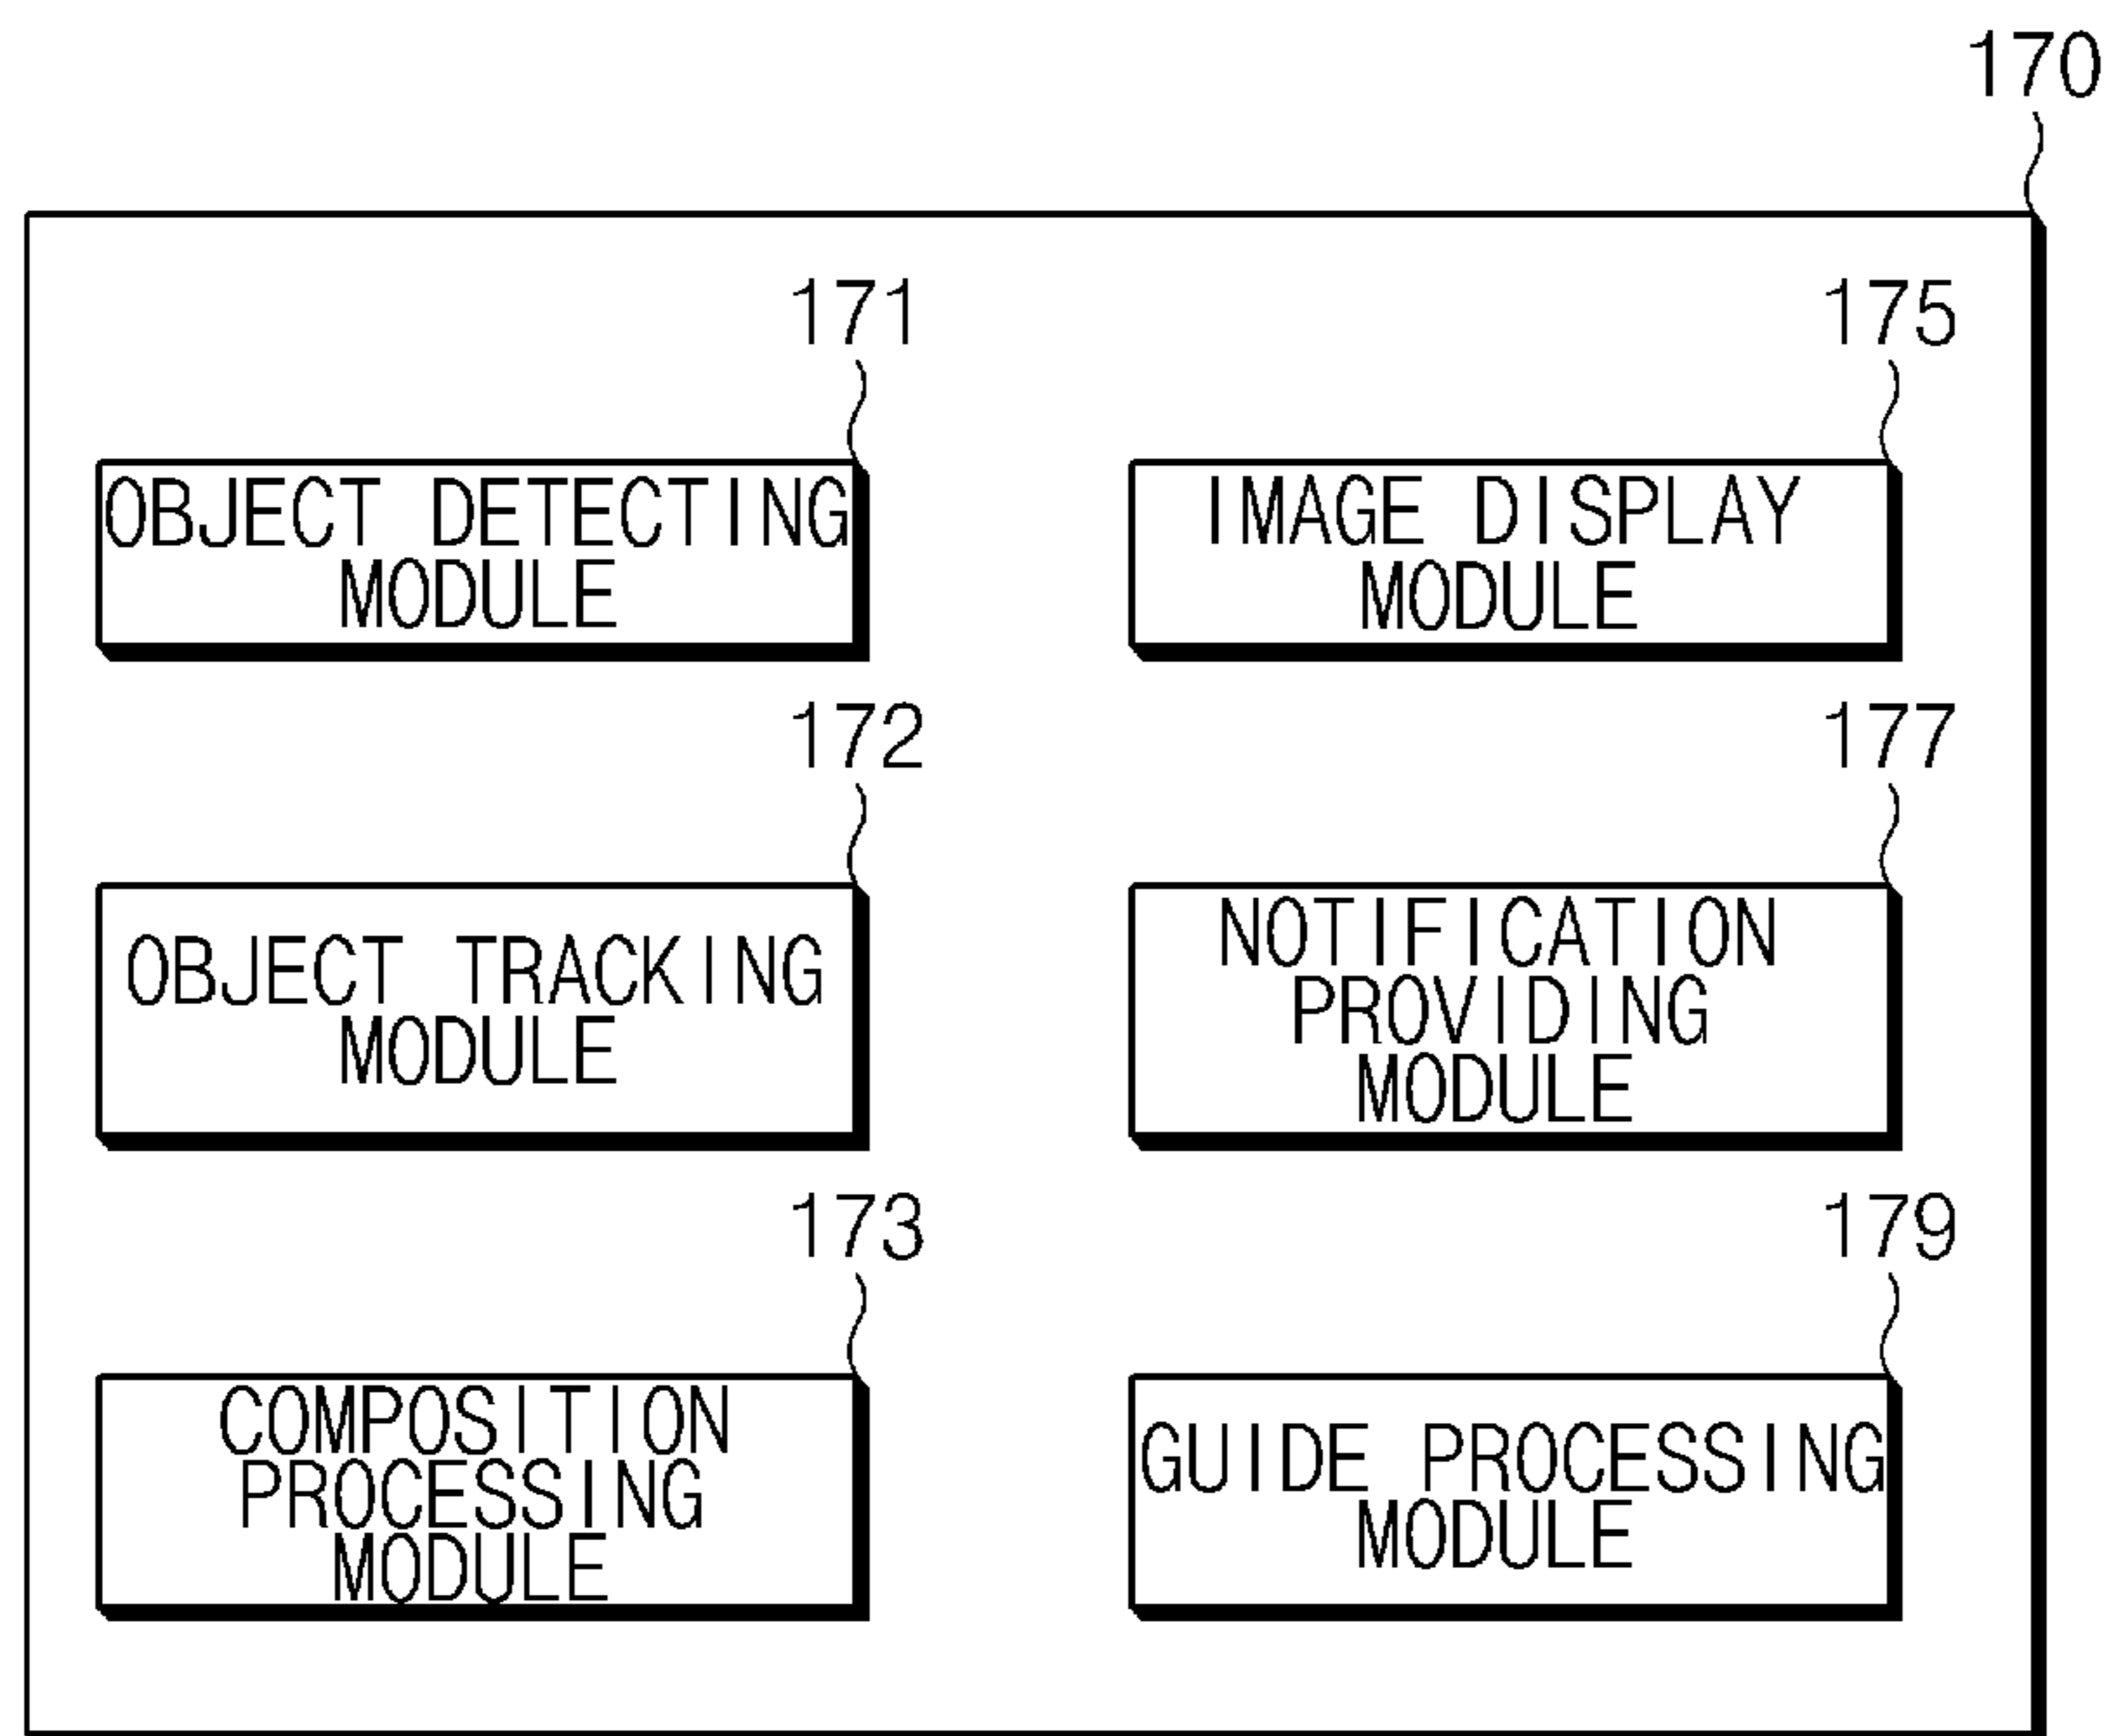 170
171
OBJECT DETECTING
MODULE
175
IMAGE DISPLAY
MODULE
172
OBJECT TRACKING
MODULE
177
NOTIFICATION
PROVIDING
MODULE
173
COMPOSITION
PROCESSING
MODULE
179
GUIDE PROCESSING
MODULE